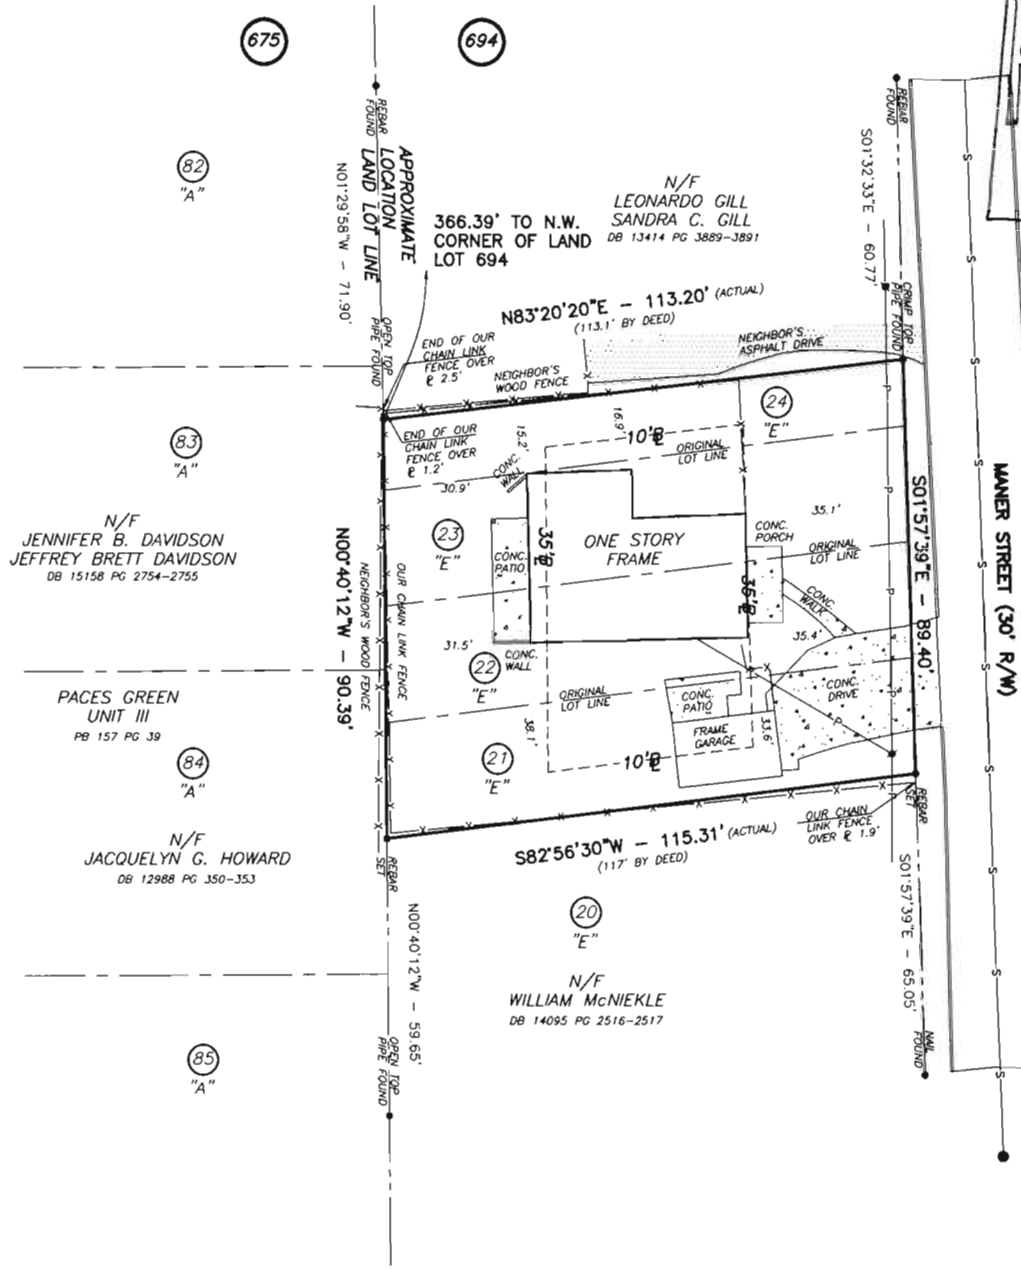 675
694
82
"A"
REBAR
FOUND
APPROXIMATE
LOCATION
LAND LOT LINE
N01°29'58"W - 71.90'
366.39' TO N.W.
CORNER OF LAND
LOT 694
N/F
LEONARDO GILL
SANDRA C. GILL
DB 13414 PG 3889-3891
REBAR
FOUND
S01°32'33"E - 60.77'
CRIMP TOP
PIPE FOUND
N83°20'20"E - 113.20' (ACTUAL)
(113.1' BY DEED)
OPEN TOP
PIPE FOUND
END OF OUR
CHAIN LINK
FENCE OVER
℄ 2.5'
NEIGHBOR'S
WOOD FENCE
NEIGHBOR'S
ASPHALT DRIVE
83
"A"
END OF OUR
CHAIN LINK
FENCE OVER
℄ 1.2'
15.2'
16.9'
10'℄
24
"E"
ORIGINAL
LOT LINE
CONC.
WALL
30.9'
N/F
JENNIFER B. DAVIDSON
JEFFREY BRETT DAVIDSON
DB 15158 PG 2754-2755
23
"E"
35'℄
ONE STORY
FRAME
CONC.
PATIO
35.1'
CONC.
PORCH
ORIGINAL
LOT LINE
35'℄
CONC.
WALK
S01°57'39"E - 89.40'
MANER STREET (30' R/W)
N00°40'12"W - 90.39'
NEIGHBOR'S WOOD FENCE
OUR CHAIN LINK FENCE
31.5'
CONC.
WALL
35.4'
22
"E"
ORIGINAL
LOT LINE
CONC.
PATIO
CONC.
DRIVE
PACES GREEN
UNIT III
PB 157 PG 39
38.1'
FRAME
GARAGE
33.6'
84
"A"
21
"E"
10'℄
REBAR
SET
OUR CHAIN
LINK FENCE
OVER ℄ 1.9'
S82°56'30"W - 115.31' (ACTUAL)
(117' BY DEED)
N/F
JACQUELYN G. HOWARD
DB 12988 PG 350-353
REBAR
SET
N00°40'12"W - 59.65'
20
"E"
S01°57'39"E - 65.05'
N/F
WILLIAM McNIEKLE
DB 14095 PG 2516-2517
NAIL
FOUND
85
"A"
OPEN TOP
PIPE FOUND